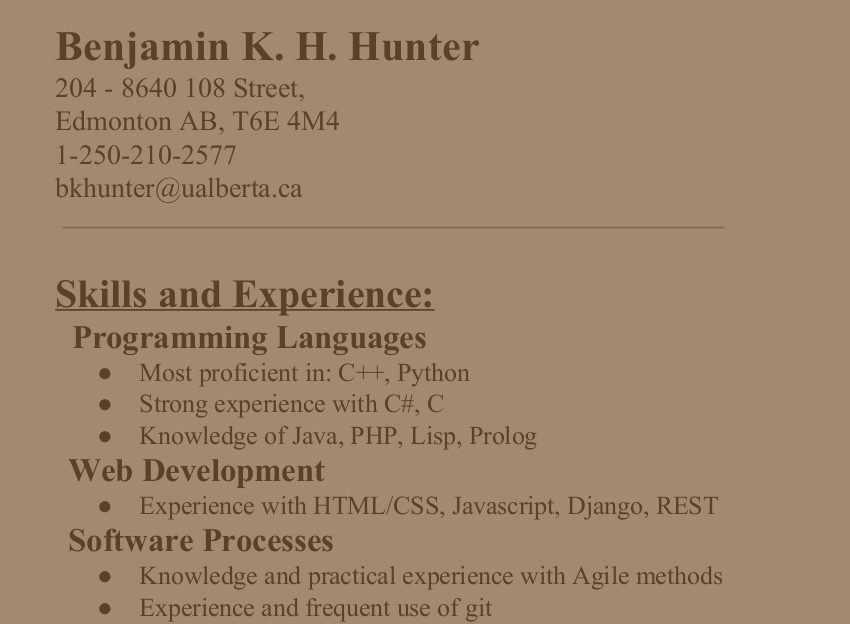 Benjamin K. H. Hunter
204 - 8640 108 Street,
Edmonton AB, T6E 4M4
1-250-210-2577
bkhunter@ualberta.ca
Skills and Experience:
Programming Languages
● Most proficient in: C++, Python
● Strong experience with C#, C
● Knowledge of Java, PHP, Lisp, Prolog
Web Development
● Experience with HTML/CSS, Javascript, Django, REST
Software Processes
● Knowledge and practical experience with Agile methods
● Experience and frequent use of git